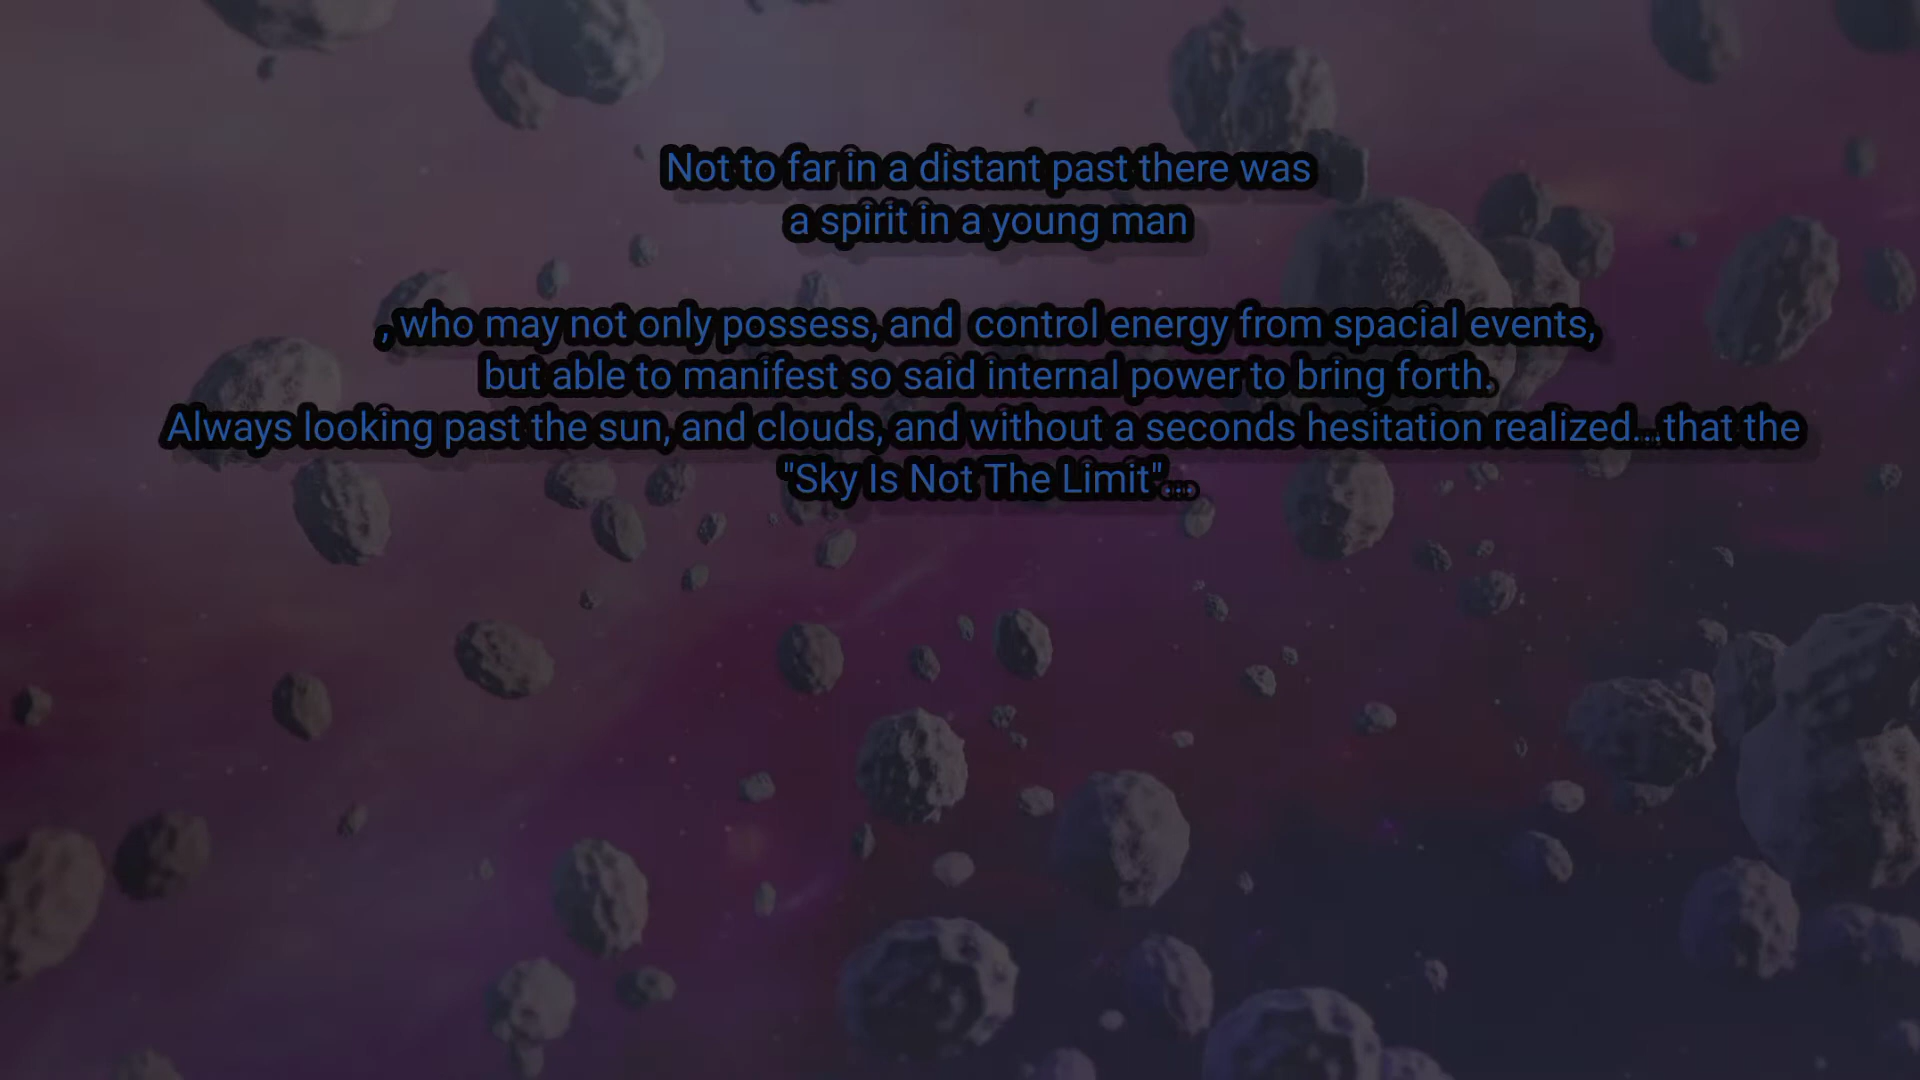 Not to far in a distant past there was
a spirit in a young man
, who may not only possess, and  control energy from spacial events,
but able to manifest so said internal power to bring forth.
Always looking past the sun, and clouds, and without a seconds hesitation realized...that the
"Sky Is Not The Limit"...